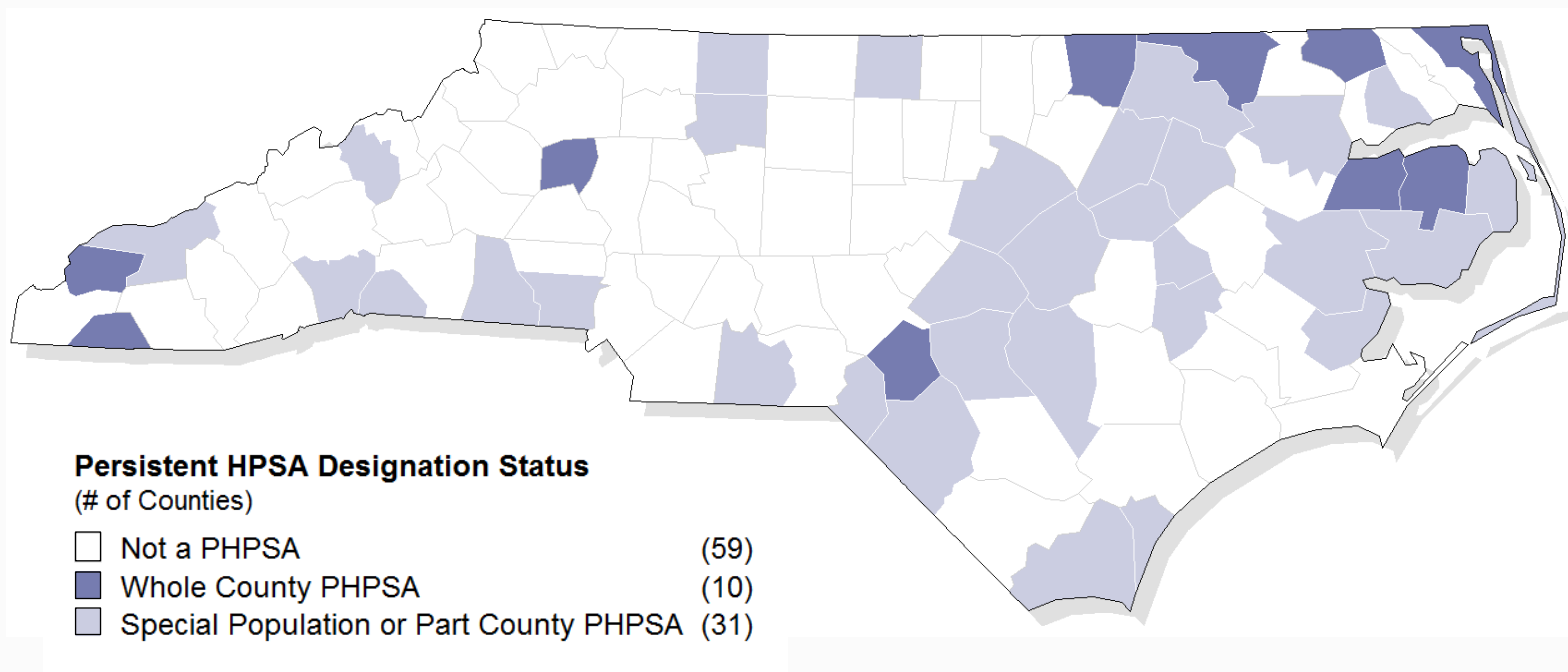 Persistent HPSA Designation Status
(# of Counties)
Not a PHPSA (59)
Whole County PHPSA (10)
Special Population or Part County PHPSA (31)